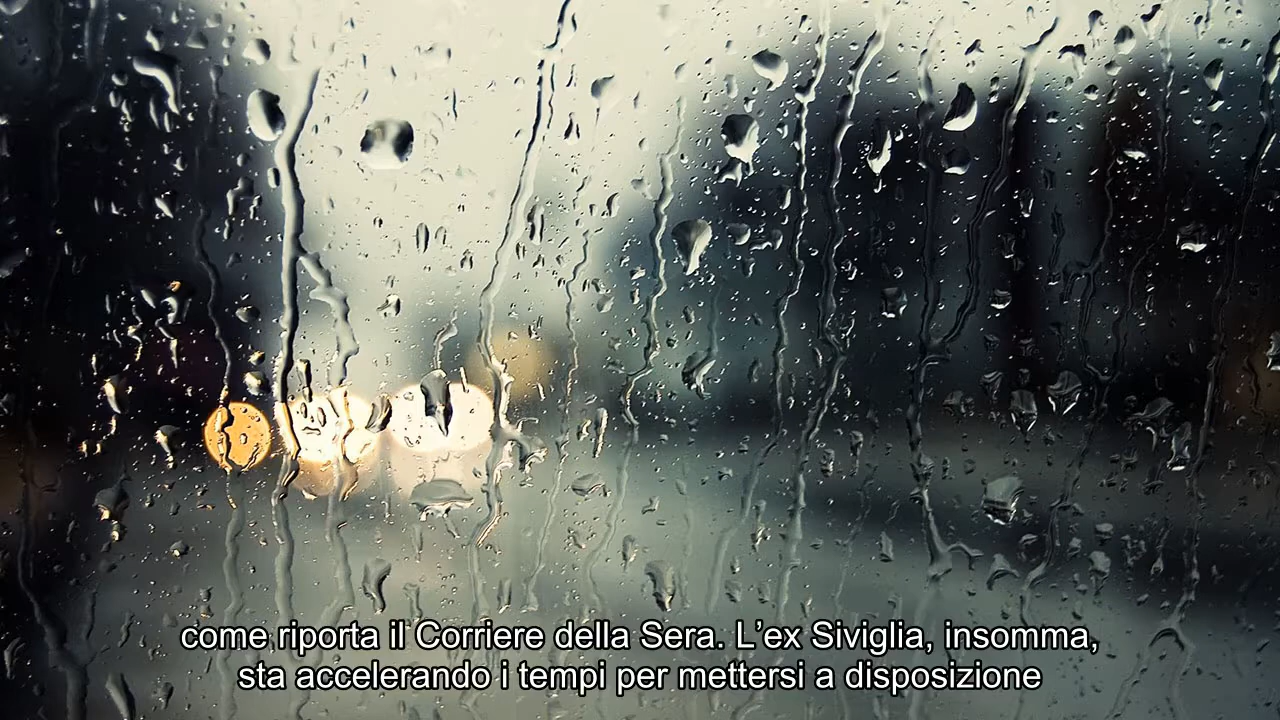 come riporta il Corriere della Sera. L’ex Siviglia, insomma,
sta accelerando i tempi per mettersi a disposizione